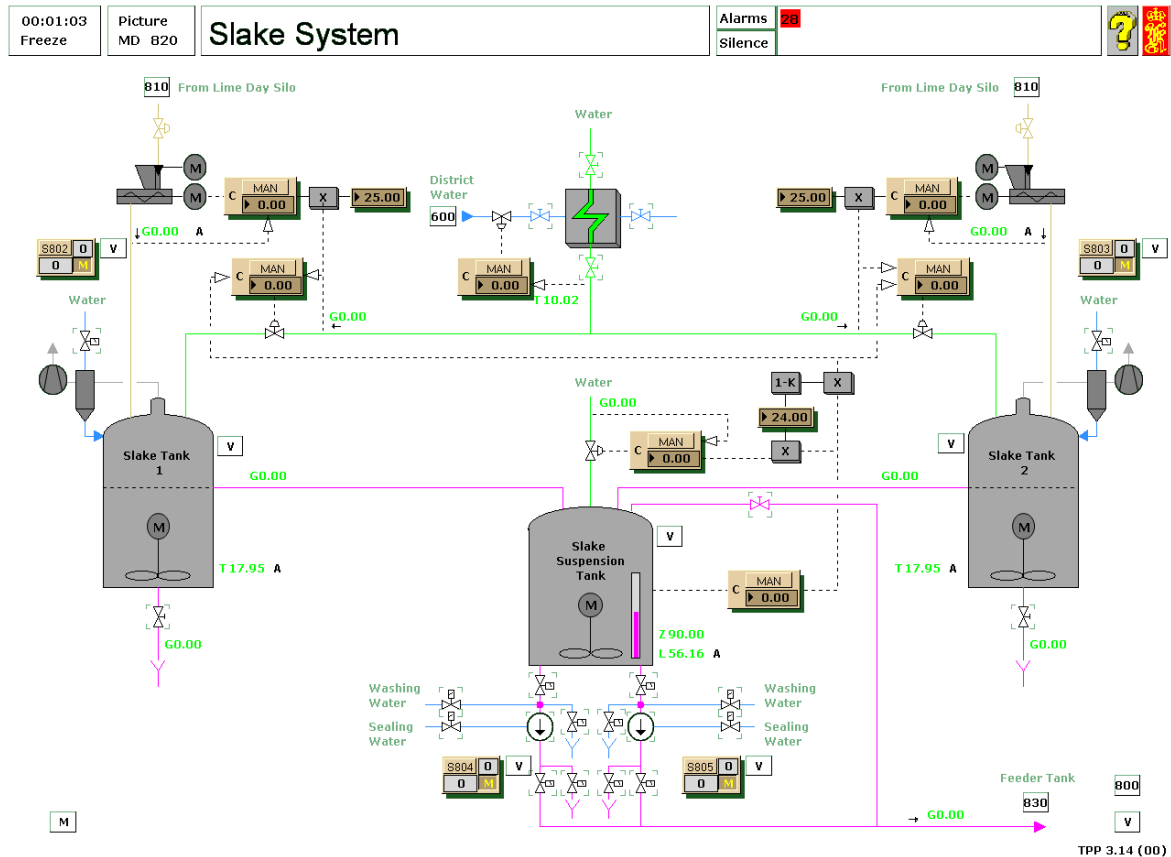 00:01:03
Freeze
Picture
MD 820
Slake System
Alarms 28
Silence
?
810 From Lime Day Silo
From Lime Day Silo 810
Water
M
M
C MAN
0.00
X
25.00
District
Water
600
25.00
X
C MAN
0.00
M
M
G0.00 A
G0.00 A
S802 0 V
0 M
S803 0 V
0 M
C MAN
0.00
C MAN
0.00
C MAN
0.00
T10.02
Water
Water
G0.00
G0.00
Water
G0.00
1-K X
24.00
X
C MAN
0.00
Slake Tank
1
V
V
Slake Tank
2
G0.00
G0.00
M
M
V
Slake
Suspension
Tank
M
T17.95 A
T17.95 A
C MAN
0.00
Z90.00
L56.16 A
G0.00
G0.00
Washing
Water
Washing
Water
Sealing
Water
Sealing
Water
S804 0 V
0 M
S805 0 V
0 M
Feeder Tank
830
800
G0.00
M
V
TPP 3.14 (00)